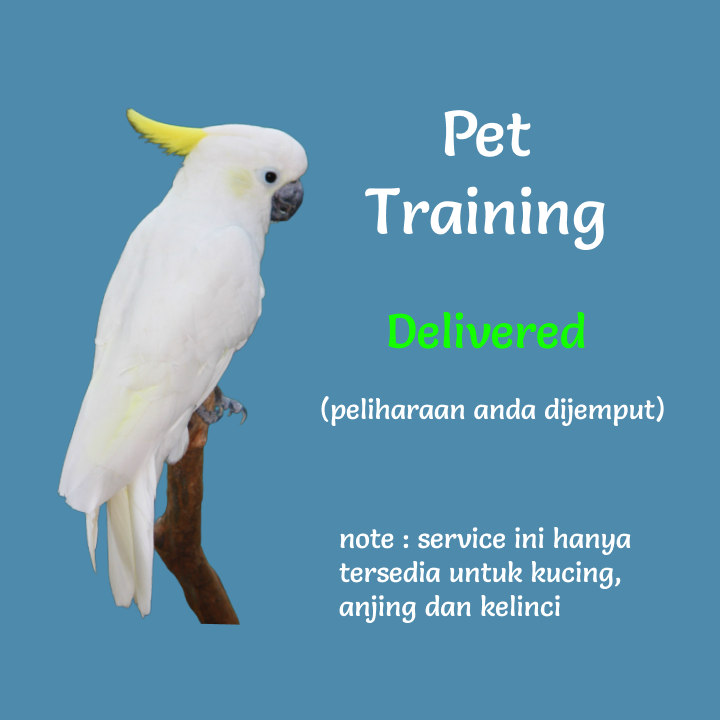 Pet
Training
Delivered
(peliharaan anda dijemput)
note : service ini hanya
tersedia untuk kucing,
anjing dan kelinci